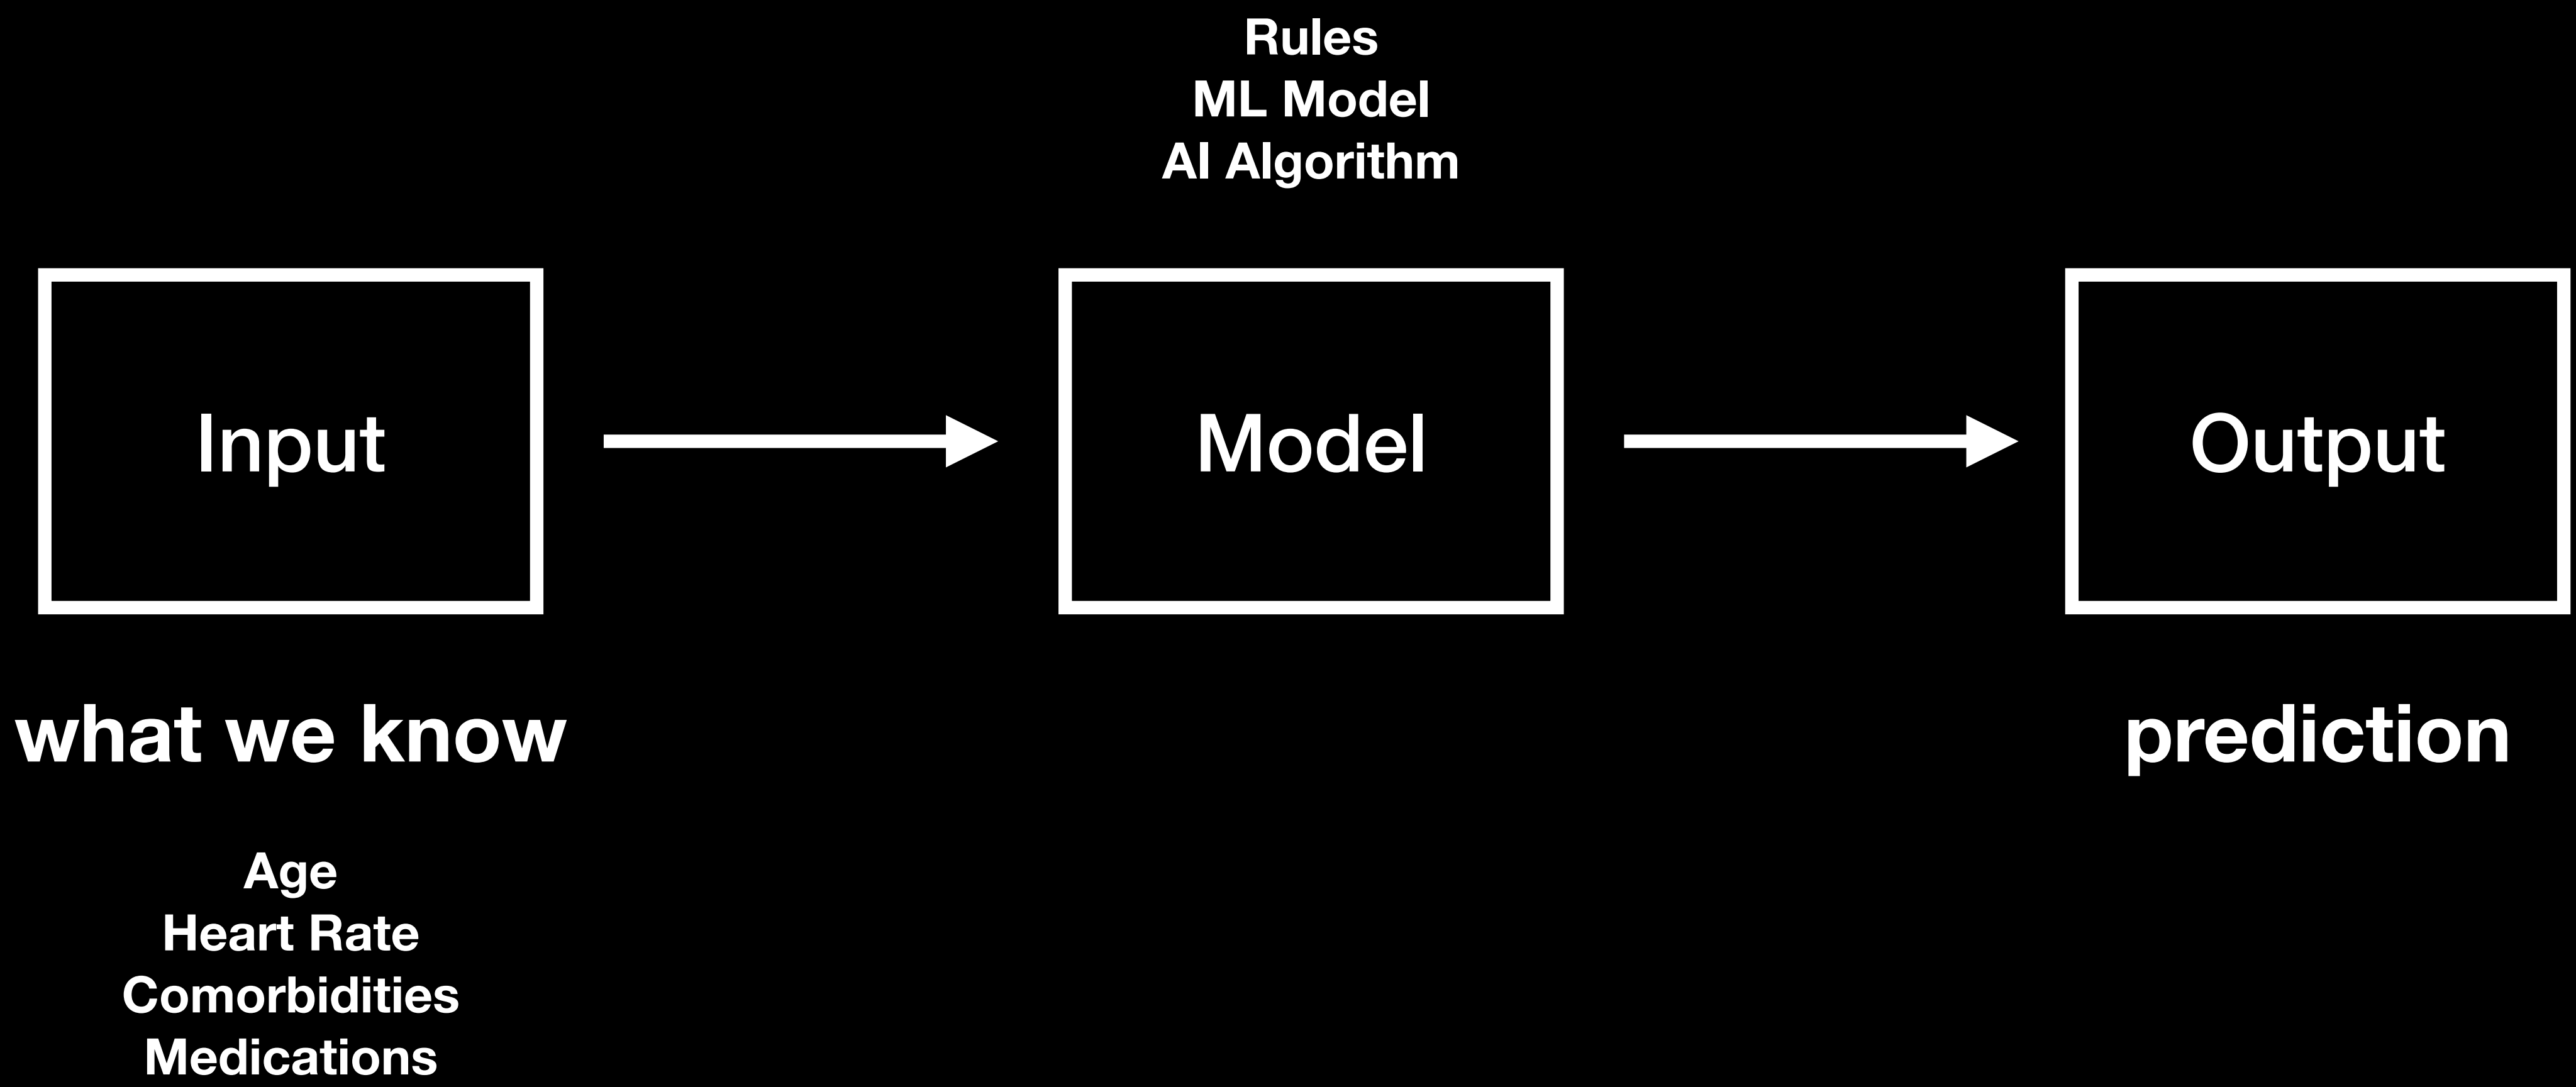 Rules
ML Model
AI Algorithm
Input
Model
Output
what we know
prediction
Age
Heart Rate
Comorbidities
Medications